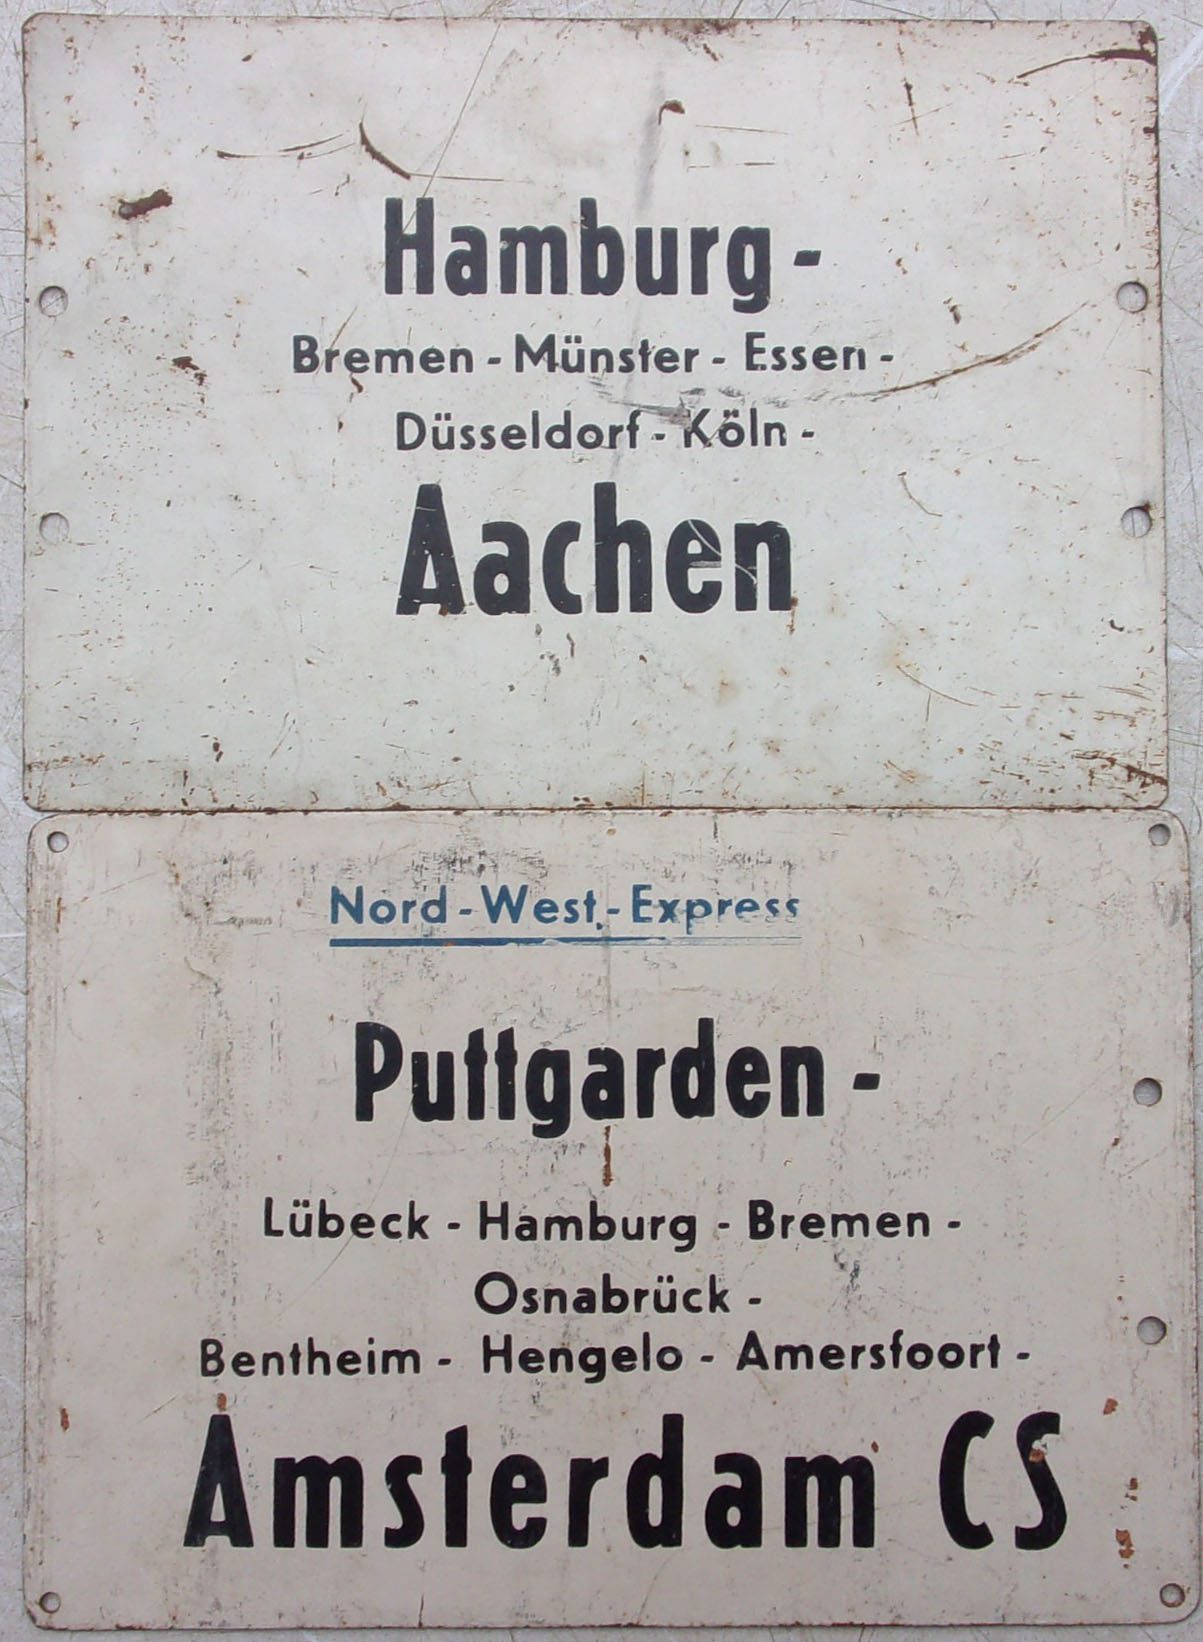 Hamburg -
Bremen - Münster - Essen -
Düsseldorf - Köln -
Aachen
Nord - West - Express
Puttgarden -
Lübeck - Hamburg - Bremen -
Osnabrück -
Bentheim - Hengelo - Amersfoort -
Amsterdam CS